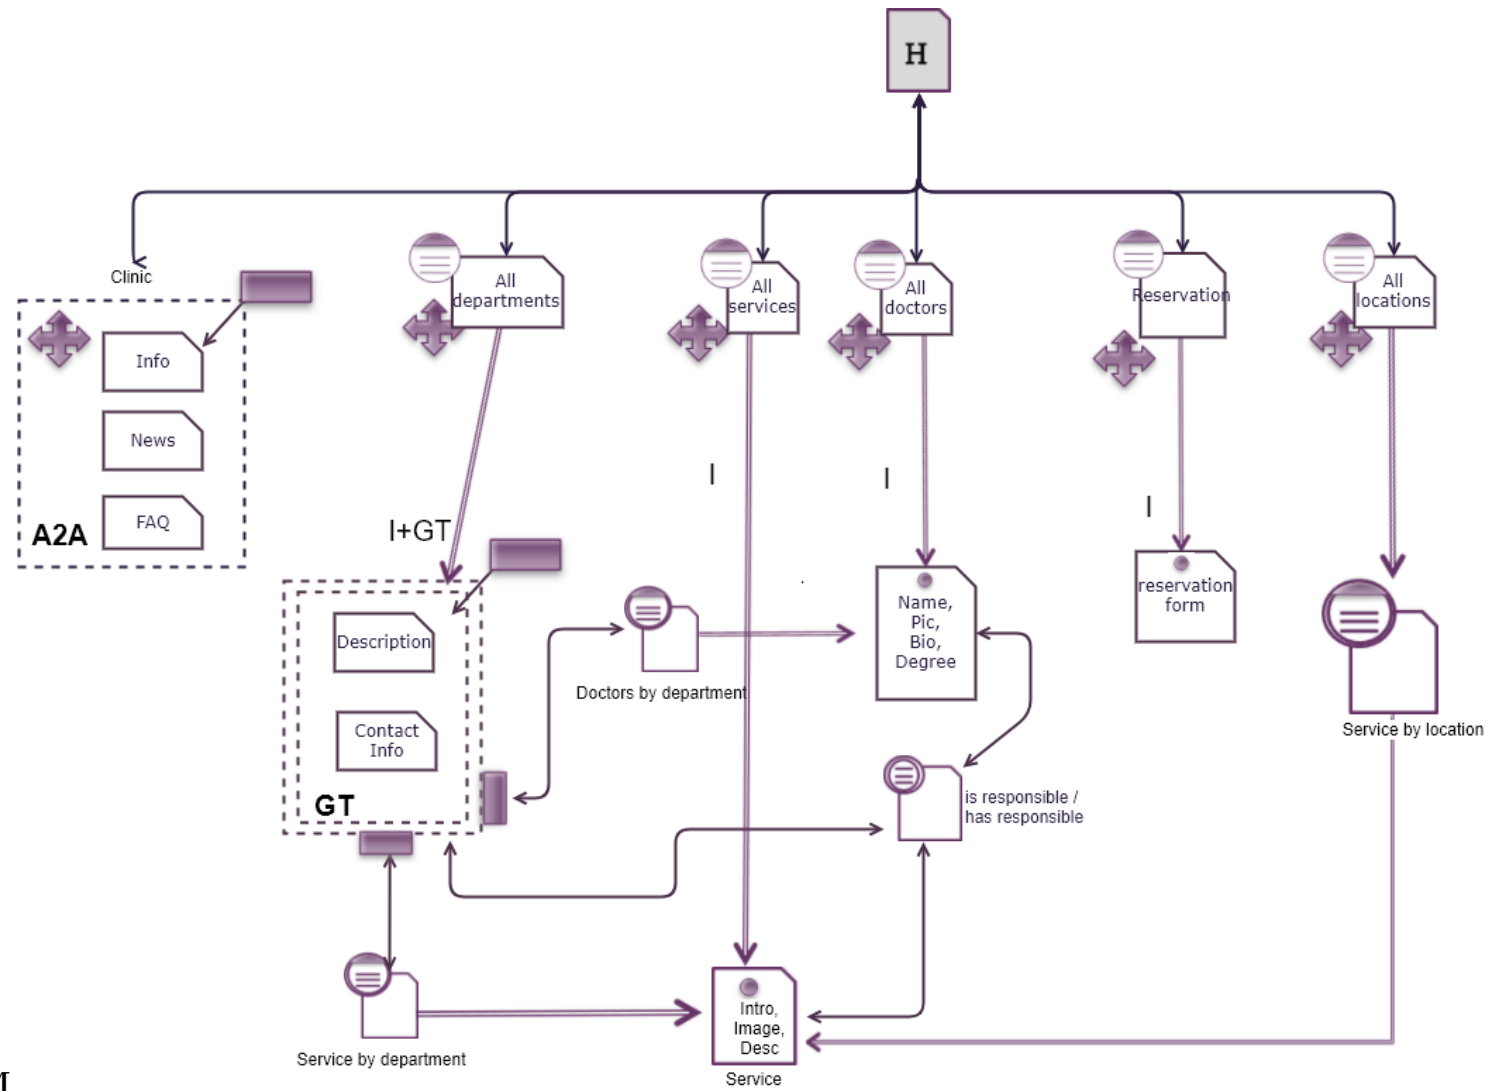 H
Clinic
All
departments
All
services
All
doctors
Reservation
All
locations
Info
News
FAQ
A2A
I+GT
I
I
I
Description
Contact
Info
GT
Doctors by department
Name,
Pic,
Bio,
Degree
reservation
form
Service by location
is responsible /
has responsible
Intro,
Image,
Desc
Service by department
Service